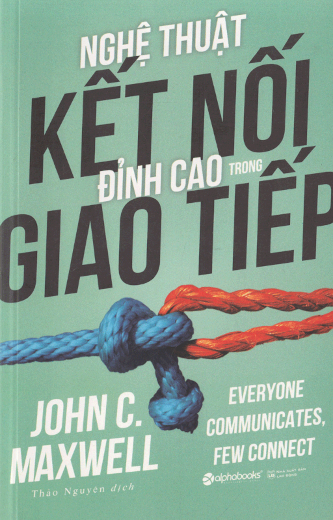 NGHỆ THUẬT
KẾT NỐI
ĐỈNH CAO TRONG
GIAO TIẾP
JOHN C.
MAXWELL
Thảo Nguyên dịch
EVERYONE
COMMUNICATES,
FEW CONNECT
alphabooks